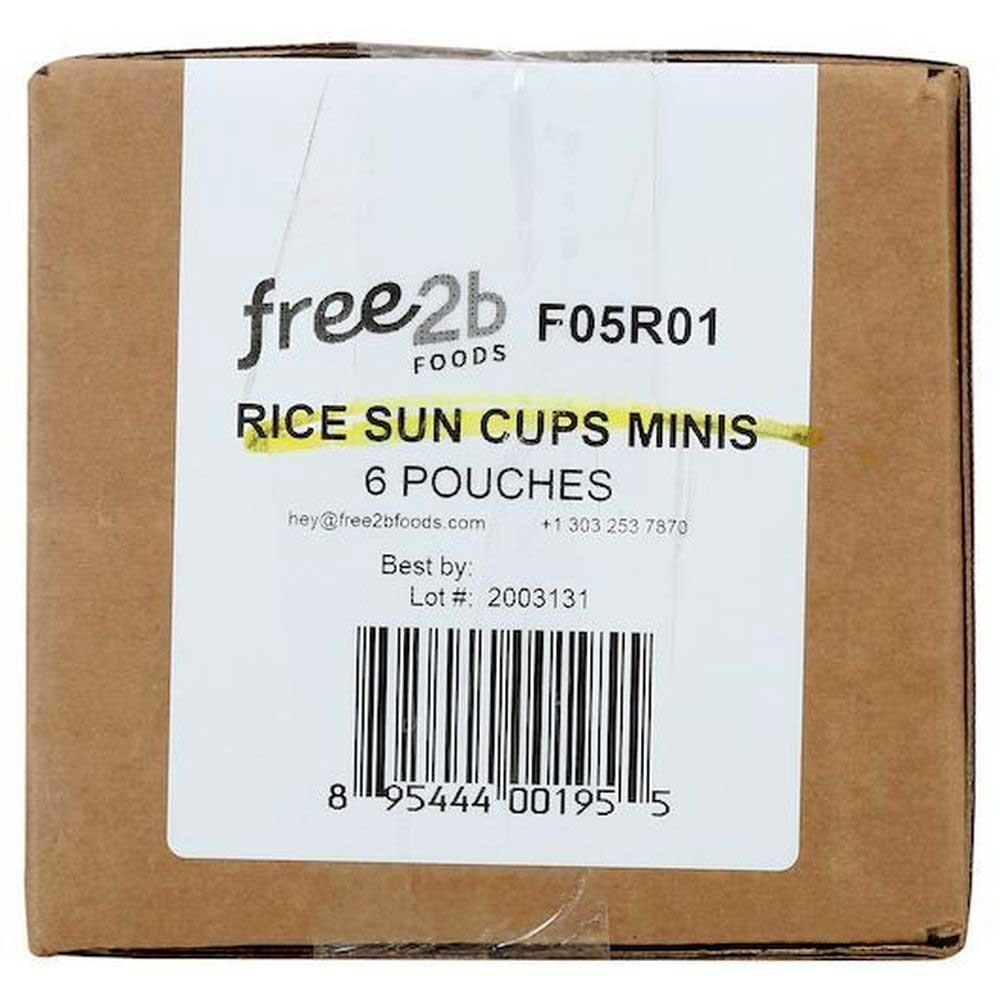 free2b F05R01
FOODS
RICE SUN CUPS MINIS
6 POUCHES
hey@free2bfoods.com +1 303 253 7870
Best by:
Lot #: 2003131
8 95444 00195 5